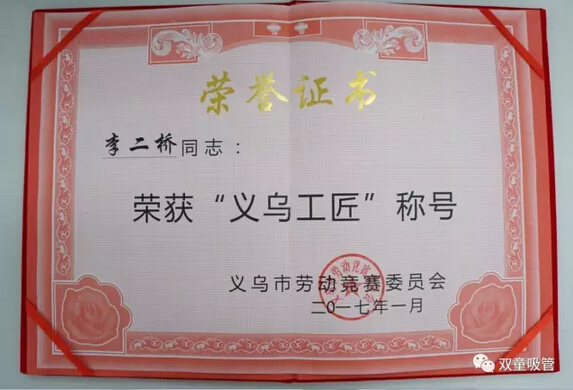 荣誉证书
李二桥同志：
荣获“义乌工匠”称号
义乌市劳动竞赛委员会
二〇一七年一月
双童吸管